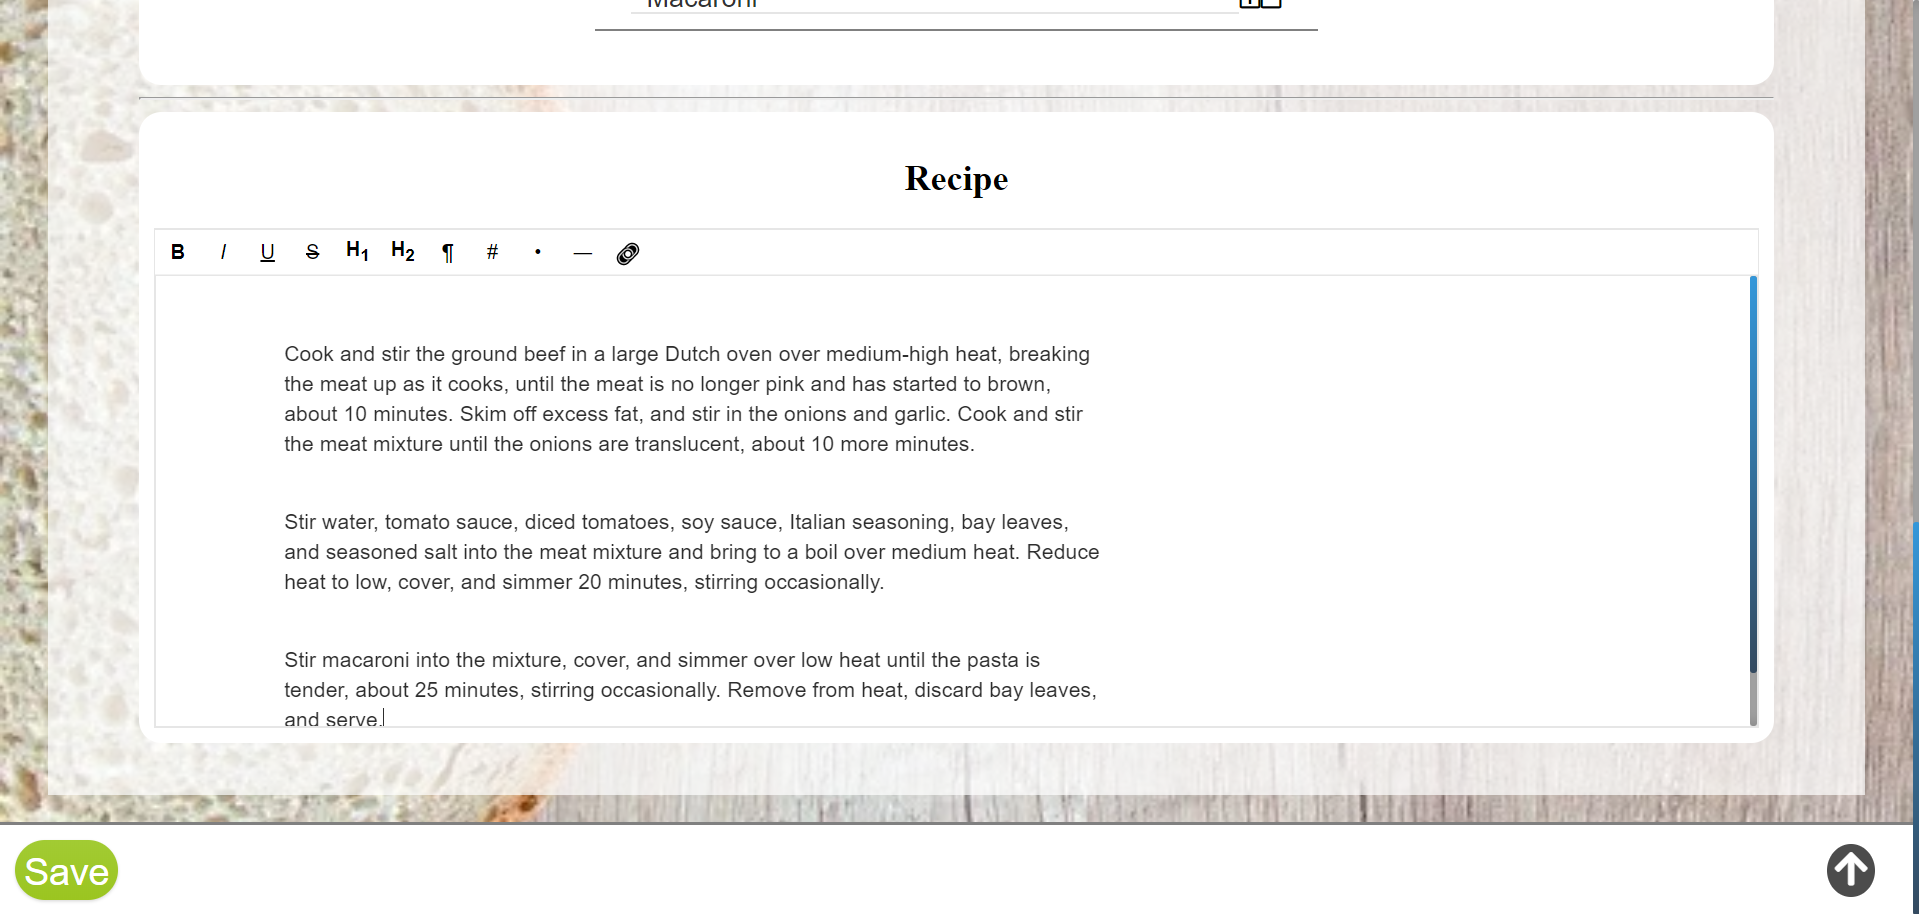 Macaroni
Recipe
B I U S H1 H2 ¶ # • —
Cook and stir the ground beef in a large Dutch oven over medium-high heat, breaking
the meat up as it cooks, until the meat is no longer pink and has started to brown,
about 10 minutes. Skim off excess fat, and stir in the onions and garlic. Cook and stir
the meat mixture until the onions are translucent, about 10 more minutes.
Stir water, tomato sauce, diced tomatoes, soy sauce, Italian seasoning, bay leaves,
and seasoned salt into the meat mixture and bring to a boil over medium heat. Reduce
heat to low, cover, and simmer 20 minutes, stirring occasionally.
Stir macaroni into the mixture, cover, and simmer over low heat until the pasta is
tender, about 25 minutes, stirring occasionally. Remove from heat, discard bay leaves,
and serve.
Save